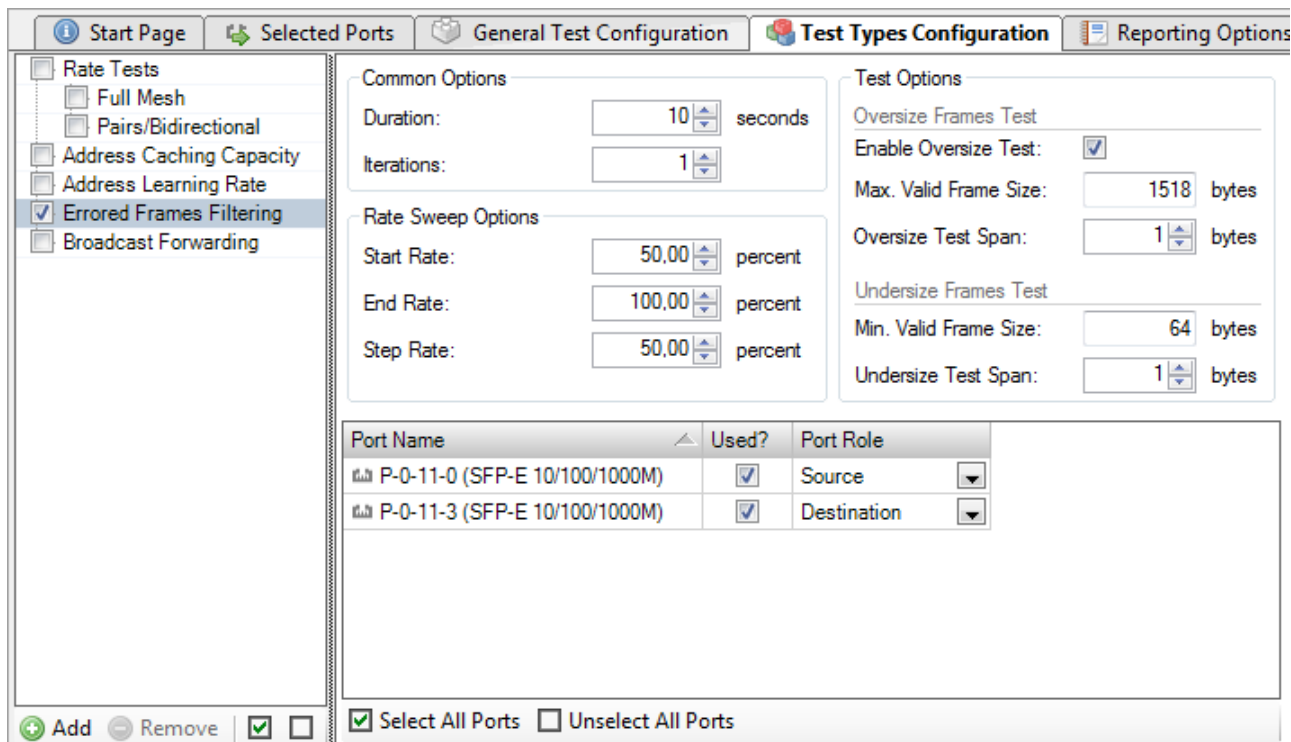 Start Page
Selected Ports
General Test Configuration
Test Types Configuration
Reporting Options
Rate Tests
Full Mesh
Pairs/Bidirectional
Address Caching Capacity
Address Learning Rate
Errored Frames Filtering
Broadcast Forwarding
Add
Remove
Common Options
Duration: 10 seconds
Iterations: 1
Rate Sweep Options
Start Rate: 50,00 percent
End Rate: 100,00 percent
Step Rate: 50,00 percent
Test Options
Oversize Frames Test
Enable Oversize Test:
Max. Valid Frame Size: 1518 bytes
Oversize Test Span: 1 bytes
Undersize Frames Test
Min. Valid Frame Size: 64 bytes
Undersize Test Span: 1 bytes
Port Name Used? Port Role
P-0-11-0 (SFP-E 10/100/1000M) Source
P-0-11-3 (SFP-E 10/100/1000M) Destination
Select All Ports Unselect All Ports